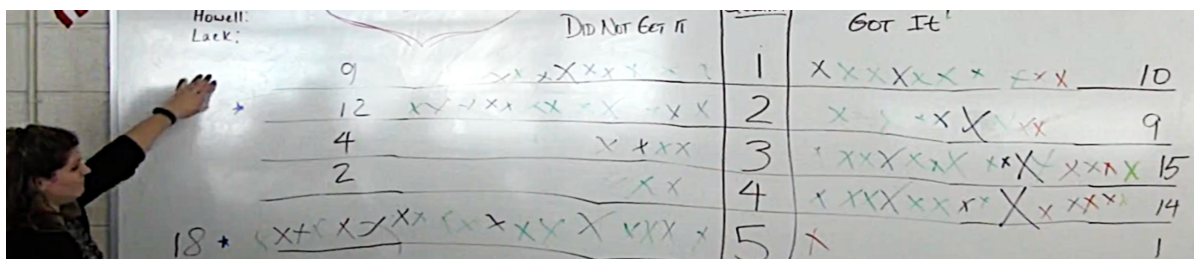 Howell:
Lack:
DID NOT GET IT
GOT It!
9 X X X X X X X X X 1 X X X X X X X X X X 10
* 12 X X X X X X X X X X X X 2 X X X X X X X 9
4 X X X X 3 X X X X X X X X X X X X X X X 15
2 X X 4 X X X X X X X X X X X X X X 14
18 * X X X X X X X X X X X X X X X X X X 5 X 1